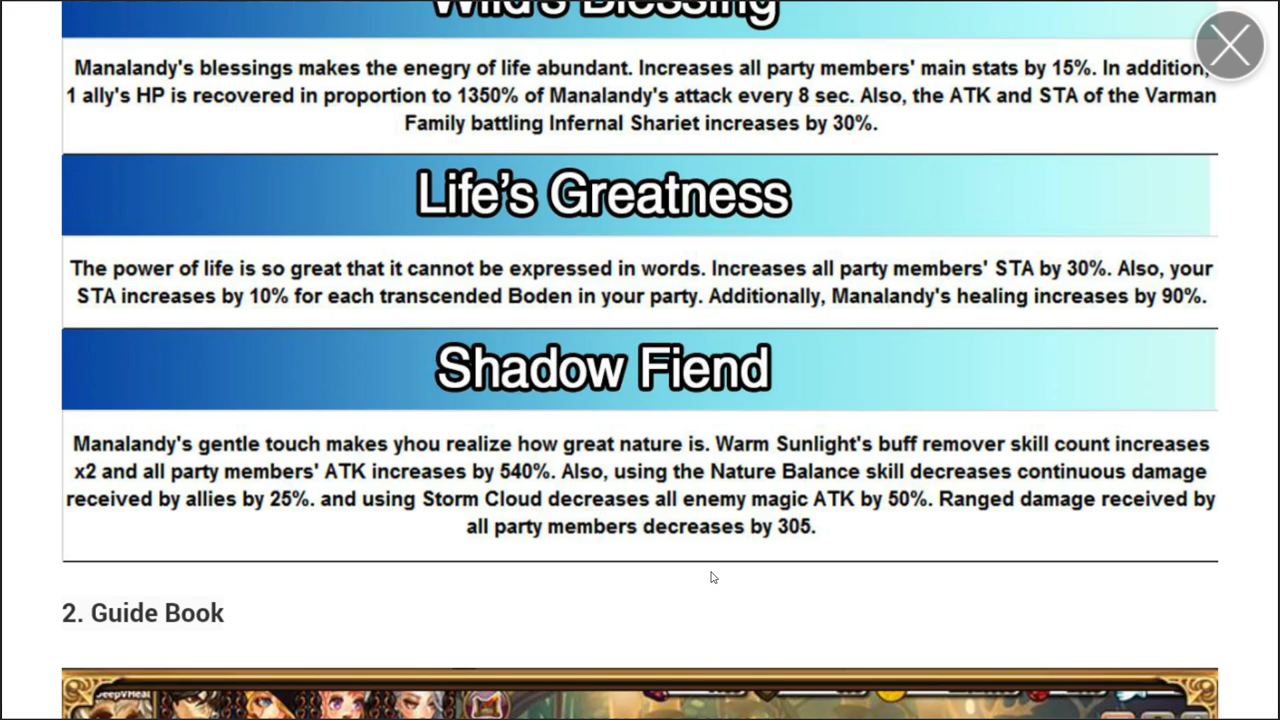 Wild's Blessing
Manalandy's blessings makes the enegry of life abundant. Increases all party members' main stats by 15%. In addition,
1 ally's HP is recovered in proportion to 1350% of Manalandy's attack every 8 sec. Also, the ATK and STA of the Varman
Family battling Infernal Shariet increases by 30%.
Life's Greatness
The power of life is so great that it cannot be expressed in words. Increases all party members' STA by 30%. Also, your
STA increases by 10% for each transcended Boden in your party. Additionally, Manalandy's healing increases by 90%.
Shadow Fiend
Manalandy's gentle touch makes yhou realize how great nature is. Warm Sunlight's buff remover skill count increases
x2 and all party members' ATK increases by 540%. Also, using the Nature Balance skill decreases continuous damage
received by allies by 25%. and using Storm Cloud decreases all enemy magic ATK by 50%. Ranged damage received by
all party members decreases by 305.
2. Guide Book